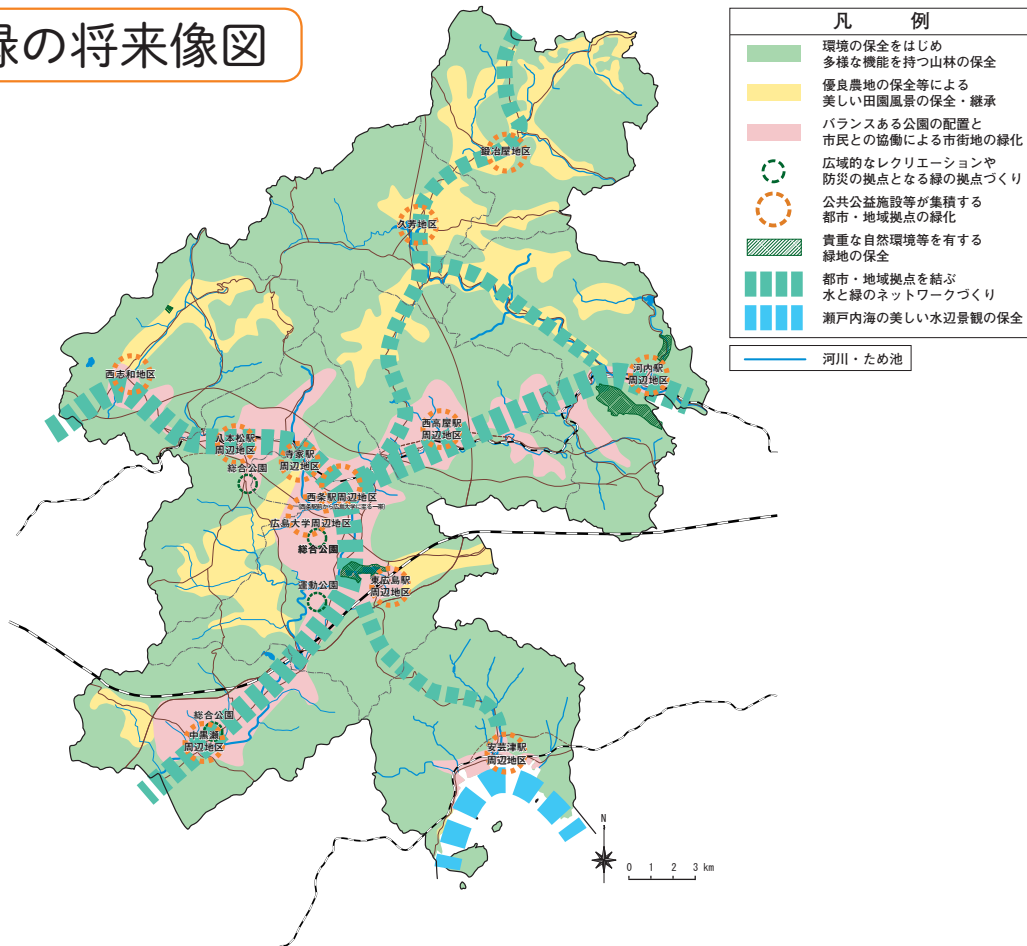 緑の将来像図
凡 例
環境の保全をはじめ
多様な機能を持つ山林の保全
優良農地の保全等による
美しい田園風景の保全・継承
バランスある公園の配置と
市民との協働による市街地の緑化
広域的なレクリエーションや
防災の拠点となる緑の拠点づくり
公共公益施設等が集積する
都市・地域拠点の緑化
貴重な自然環境等を有する
緑地の保全
都市・地域拠点を結ぶ
水と緑のネットワークづくり
瀬戸内海の美しい水辺景観の保全
河川・ため池
鍛冶屋地区
久芳地区
西志和地区
河内駅
周辺地区
西高屋駅
周辺地区
八本松駅
周辺地区
寺家駅
周辺地区
総合公園
西条駅周辺地区
広島大学周辺地区
総合公園
東広島駅
周辺地区
運動公園
総合公園
中黒瀬
周辺地区
安芸津駅
周辺地区
N
0 1 2 3 km